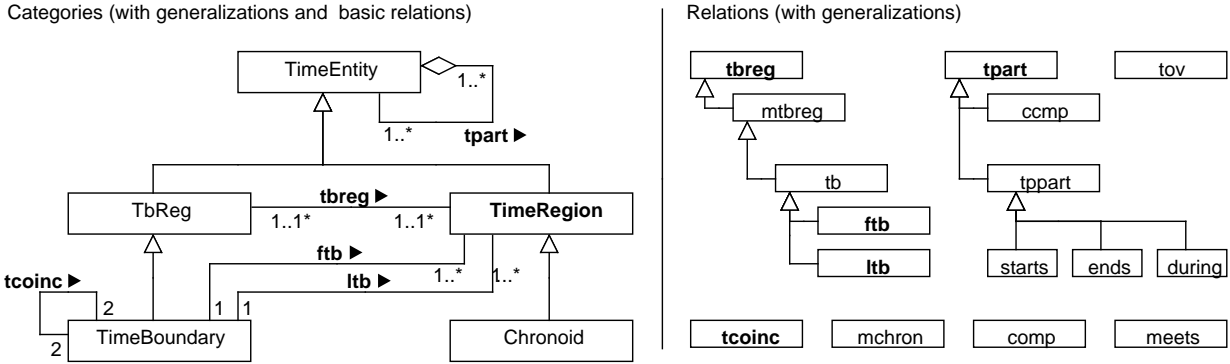 Categories (with generalizations and basic relations)
Relations (with generalizations)
TimeEntity
1..*
1..*
tpart ▶
TbReg
tbreg ▶
1..1*
1..1*
TimeRegion
ftb ▶
1..*
1..*
ltb ▶
tcoinc ▶
2
2
1
1
TimeBoundary
Chronoid
tbreg
tpart
tov
mtbreg
ccmp
tb
tppart
ftb
ltb
starts
ends
during
tcoinc
mchron
comp
meets